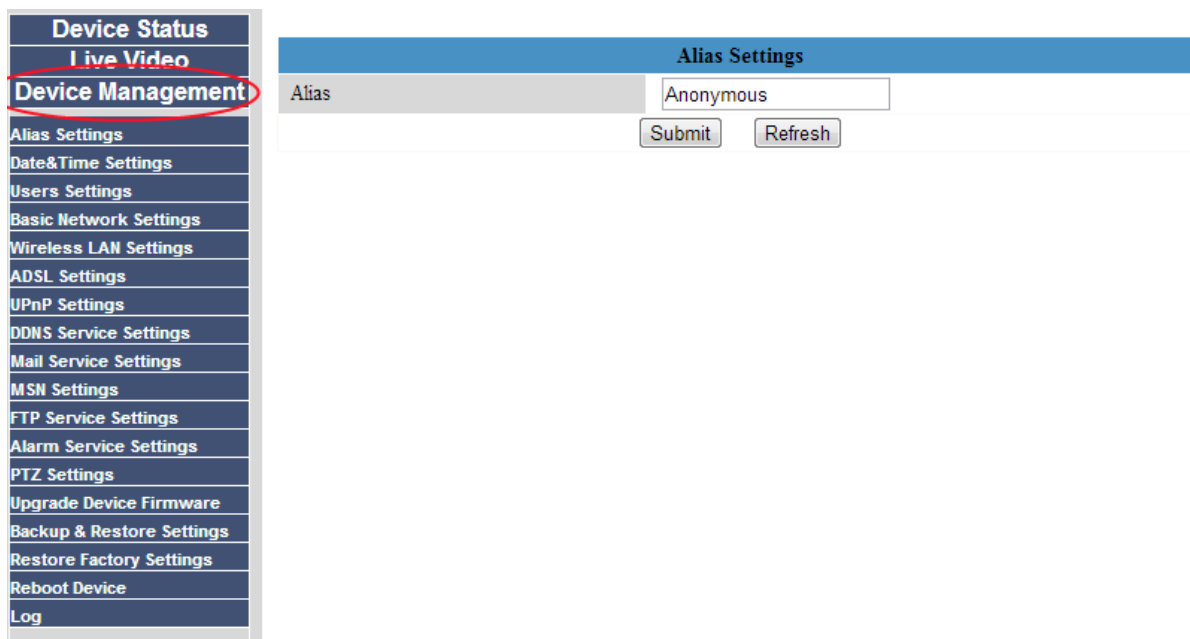 Device Status
Live Video
Device Management
Alias Settings
Date&Time Settings
Users Settings
Basic Network Settings
Wireless LAN Settings
ADSL Settings
UPnP Settings
DDNS Service Settings
Mail Service Settings
MSN Settings
FTP Service Settings
Alarm Service Settings
PTZ Settings
Upgrade Device Firmware
Backup & Restore Settings
Restore Factory Settings
Reboot Device
Log
Alias Settings
Alias Anonymous
Submit Refresh